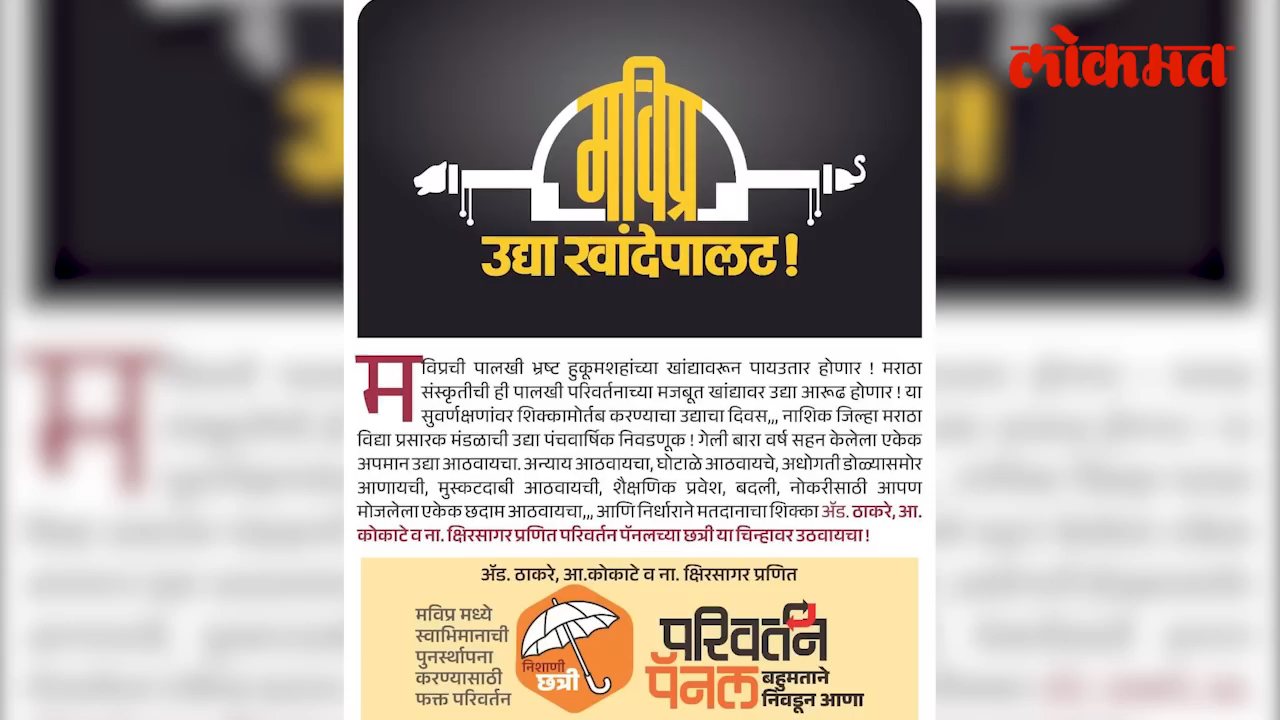 लोकमत
मविप्र
उद्या खांदेपालट !
मविप्रची पालखी भ्रष्ट हुकूमशहांच्या खांद्यावरून पायउतार होणार ! मराठा
संस्कृतीची ही पालखी परिवर्तनाच्या मजबूत खांद्यावर उद्या आरूढ होणार ! या
सुवर्णक्षणांवर शिक्कामोर्तब करण्याचा उद्याचा दिवस,,, नाशिक जिल्हा मराठा
विद्या प्रसारक मंडळाची उद्या पंचवार्षिक निवडणूक ! गेली बारा वर्ष सहन केलेला एकेक
अपमान उद्या आठवायचा. अन्याय आठवायचा, घोटाळे आठवायचे, अधोगती डोळ्यासमोर
आणायची, मुस्कटदाबी आठवायची, शैक्षणिक प्रवेश, बदली, नोकरीसाठी आपण
मोजलेला एकेक छदाम आठवायचा,,, आणि निर्धाराने मतदानाचा शिक्का ॲड. ठाकरे, आ.
कोकाटे व ना. क्षिरसागर प्रणित परिवर्तन पॅनलच्या छत्री या चिन्हावर उठवायचा !
ॲड. ठाकरे, आ.कोकाटे व ना. क्षिरसागर प्रणित
मविप्र मध्ये
स्वाभिमानाची
पुनर्स्थापना
करण्यासाठी
फक्त परिवर्तन
निशाणी
छत्री
परिवर्तन
पॅनल
बहुमताने
निवडून आणा